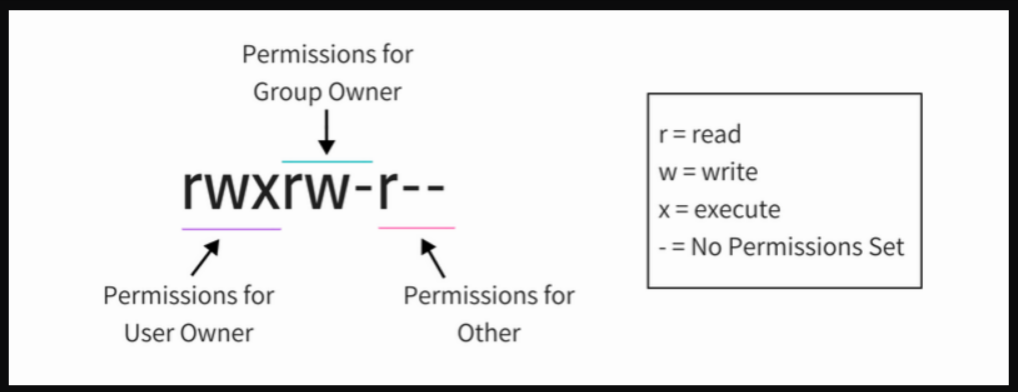 Permissions for
Group Owner
rwxrw-r--
Permissions for
User Owner
Permissions for
Other
r = read
w = write
x = execute
- = No Permissions Set